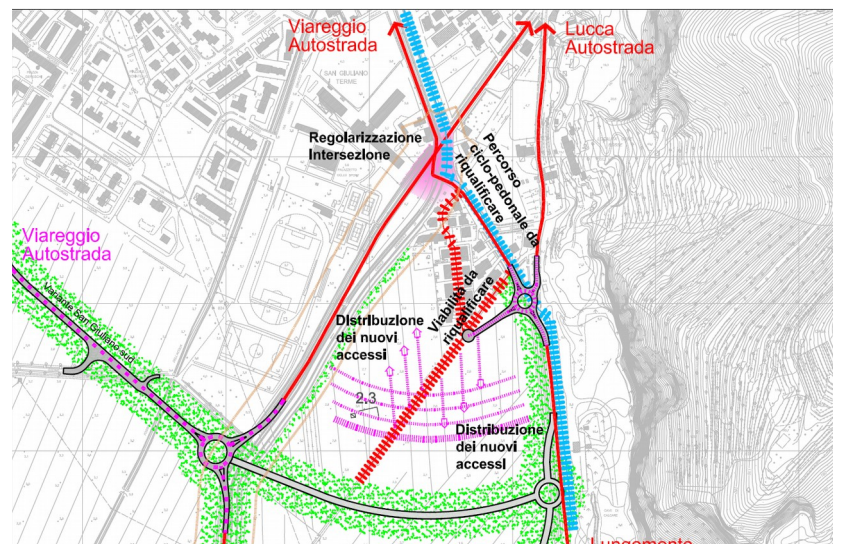 Viareggio
Autostrada
Lucca
Autostrada
SAN GIULIANO
TERME
Regolarizzazione
Intersezione
Percorso
ciclo-pedonale da
riqualificare
Viareggio
Autostrada
Variante San Giuliano sud
Viabilità da
riqualificare
Distribuzione
dei nuovi
accessi
2.3
Distribuzione
dei nuovi
accessi
Lungomonte